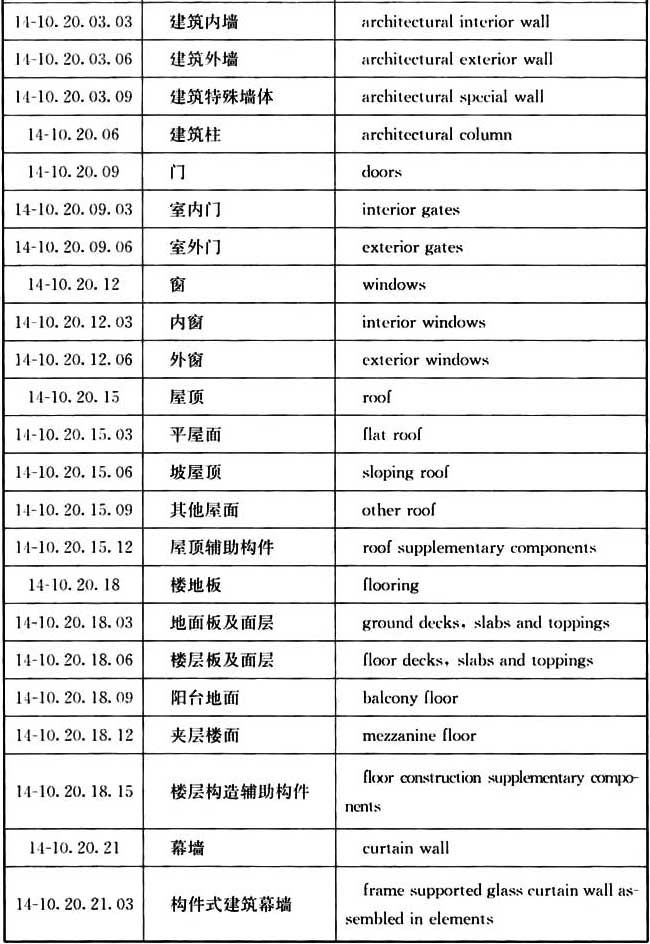 14-10.20.03.03 建筑内墙 architectural interior wall
14-10.20.03.06 建筑外墙 architectural exterior wall
14-10.20.03.09 建筑特殊墙体 architectural special wall
14-10.20.06 建筑柱 architectural column
14-10.20.09 门 doors
14-10.20.09.03 室内门 interior gates
14-10.20.09.06 室外门 exterior gates
14-10.20.12 窗 windows
14-10.20.12.03 内窗 interior windows
14-10.20.12.06 外窗 exterior windows
14-10.20.15 屋顶 roof
14-10.20.15.03 平屋面 flat roof
14-10.20.15.06 坡屋顶 sloping roof
14-10.20.15.09 其他屋面 other roof
14-10.20.15.12 屋顶辅助构件 roof supplementary components
14-10.20.18 楼地板 flooring
14-10.20.18.03 地面板及面层 ground decks, slabs and toppings
14-10.20.18.06 楼层板及面层 floor decks, slabs and toppings
14-10.20.18.09 阳台地面 balcony floor
14-10.20.18.12 夹层楼面 mezzanine floor
14-10.20.18.15 楼层构造辅助构件 floor construction supplementary compo-
nents
14-10.20.21 幕墙 curtain wall
14-10.20.21.03 构件式建筑幕墙 frame supported glass curtain wall as-
sembled in elements